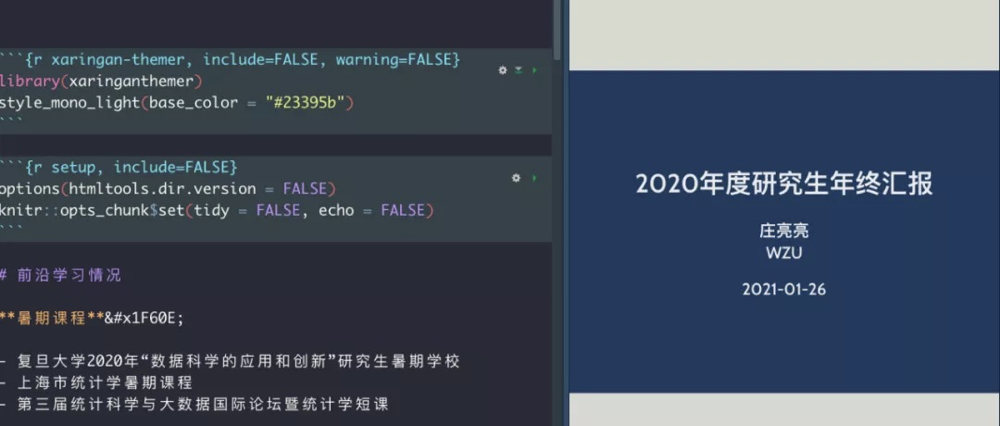 ```{r xaringan-themer, include=FALSE, warning=FALSE}
library(xaringanthemer)
style_mono_light(base_color = "#23395b")
```
```{r setup, include=FALSE}
options(htmltools.dir.version = FALSE)
knitr::opts_chunk$set(tidy = FALSE, echo = FALSE)
```
# 前沿学习情况
**暑期课程**&#x1F60E;
- 复旦大学2020年“数据科学的应用和创新”研究生暑期学校
- 上海市统计学暑期课程
- 第三届统计科学与大数据国际论坛暨统计学短课
2020年度研究生年终汇报
庄亮亮
WZU
2021-01-26